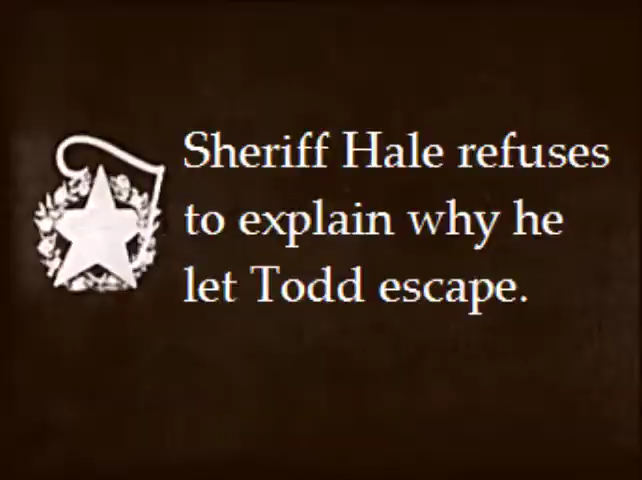 Sheriff Hale refuses
to explain why he
let Todd escape.